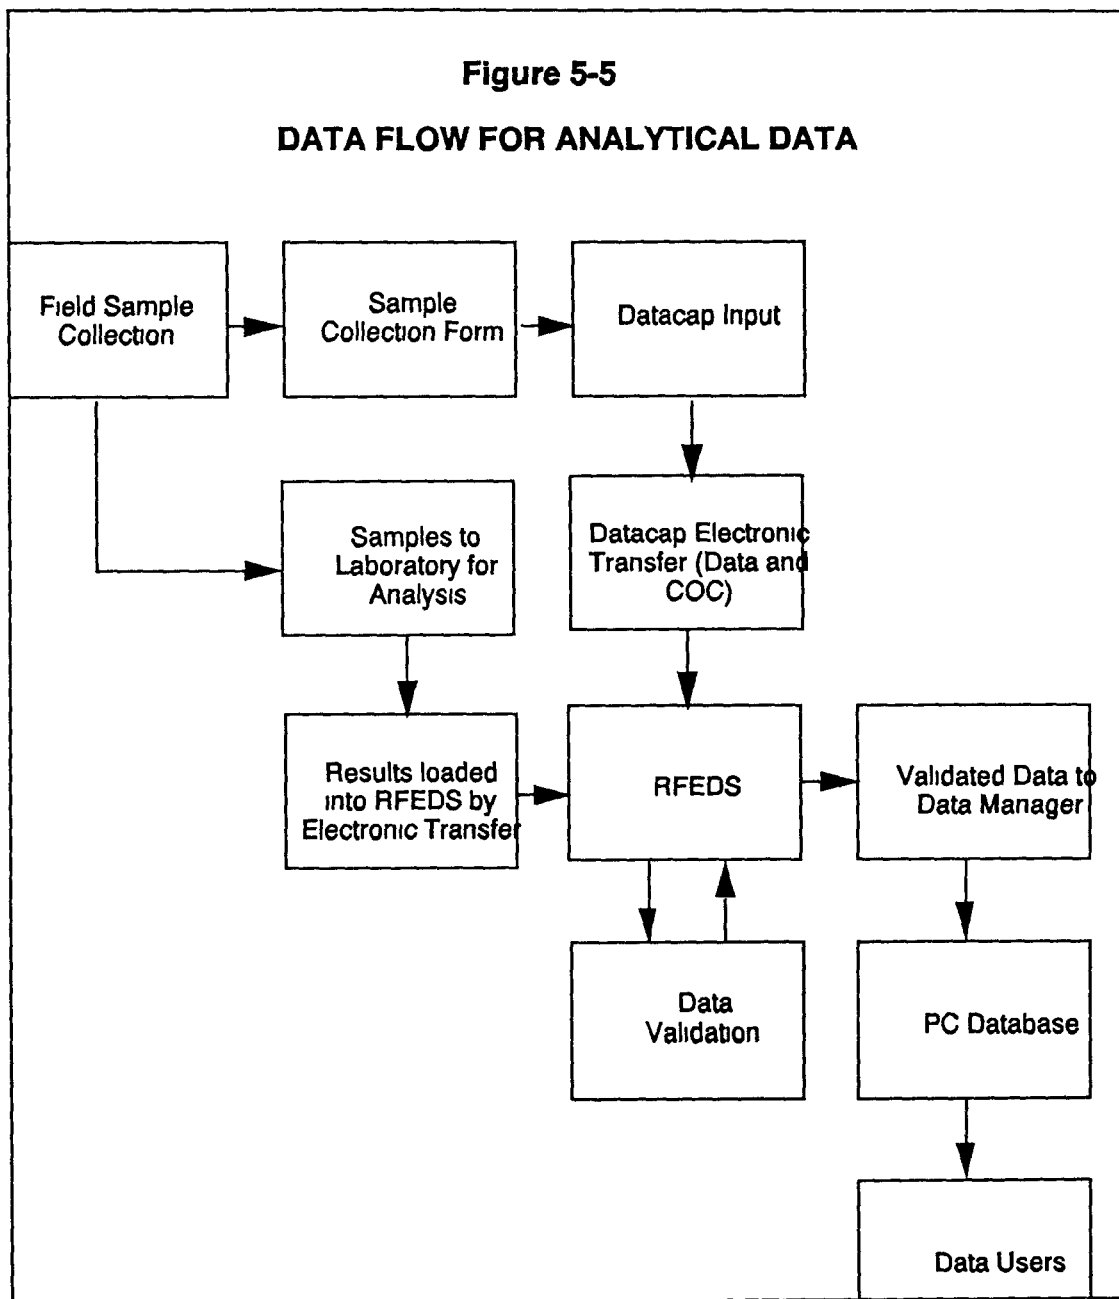 Figure 5-5
DATA FLOW FOR ANALYTICAL DATA
Field Sample
Collection
Sample
Collection Form
Datacap Input
Samples to
Laboratory for
Analysis
Datacap Electronic
Transfer (Data and
COC)
Results loaded
into RFEDS by
Electronic Transfer
RFEDS
Validated Data to
Data Manager
Data
Validation
PC Database
Data Users